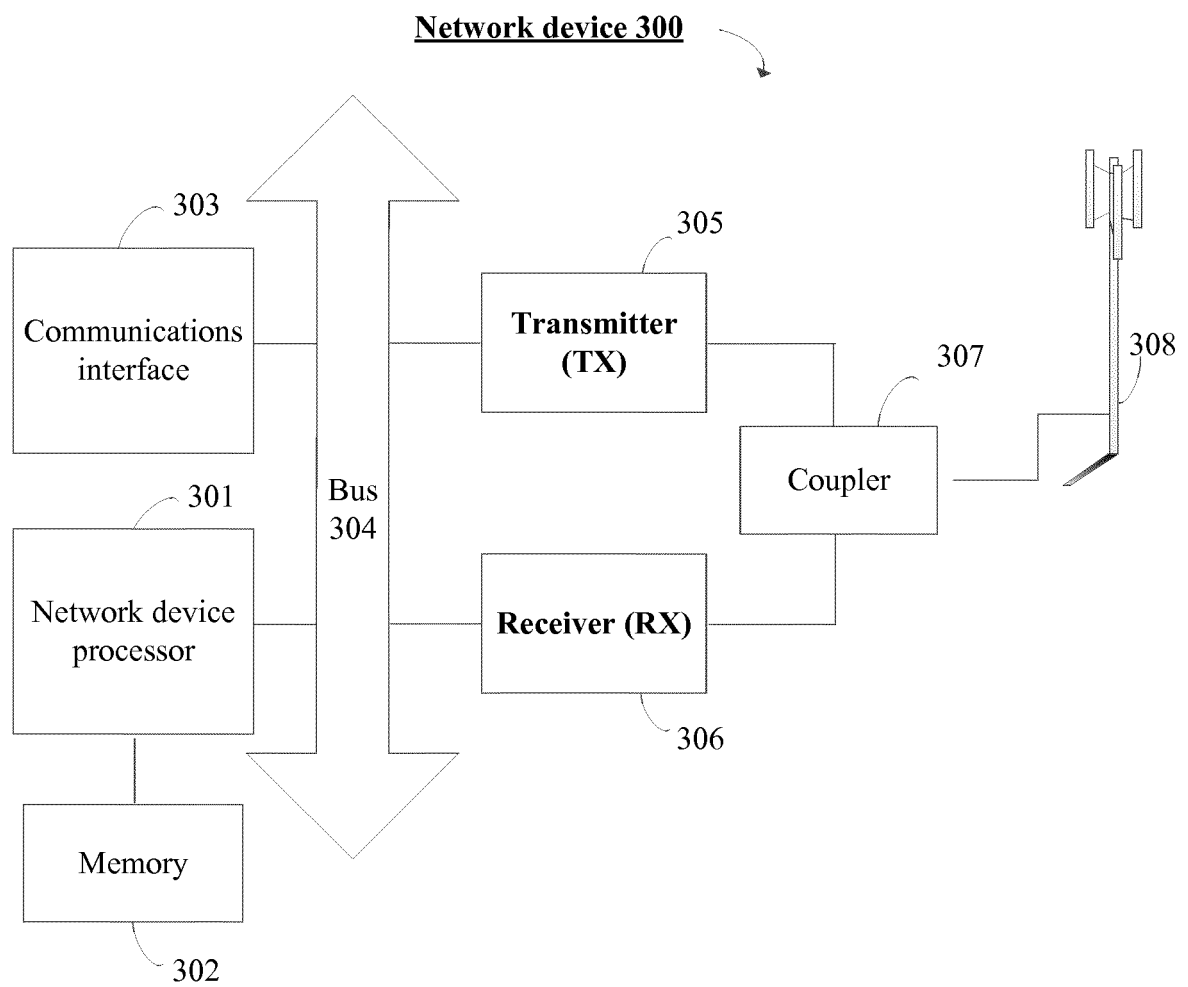 Network device 300
303
Communications
interface
305
Transmitter
(TX)
307
308
Coupler
301
Bus
304
Network device
processor
Receiver (RX)
306
Memory
302